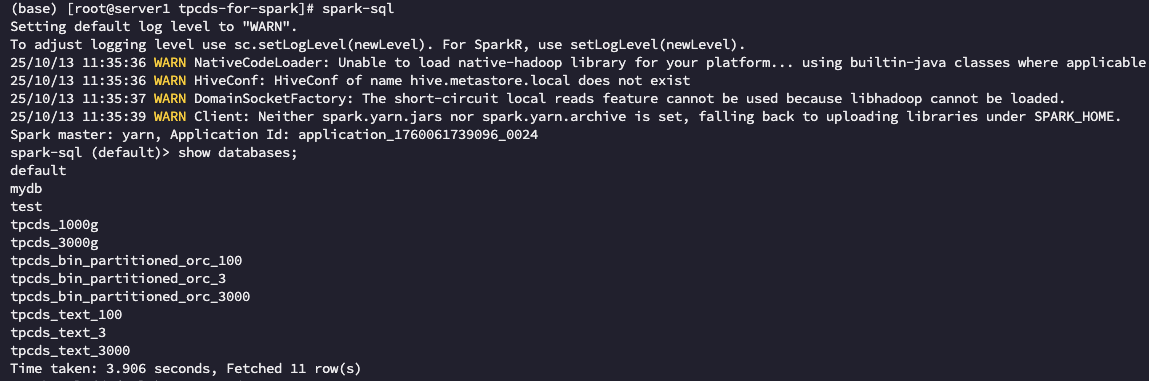 (base) [root@server1 tpcds-for-spark]# spark-sql
Setting default log level to "WARN".
To adjust logging level use sc.setLogLevel(newLevel). For SparkR, use setLogLevel(newLevel).
25/10/13 11:35:36 WARN NativeCodeLoader: Unable to load native-hadoop library for your platform... using builtin-java classes where applicable
25/10/13 11:35:36 WARN HiveConf: HiveConf of name hive.metastore.local does not exist
25/10/13 11:35:37 WARN DomainSocketFactory: The short-circuit local reads feature cannot be used because libhadoop cannot be loaded.
25/10/13 11:35:39 WARN Client: Neither spark.yarn.jars nor spark.yarn.archive is set, falling back to uploading libraries under SPARK_HOME.
Spark master: yarn, Application Id: application_1760061739096_0024
spark-sql (default)> show databases;
default
mydb
test
tpcds_1000g
tpcds_3000g
tpcds_bin_partitioned_orc_100
tpcds_bin_partitioned_orc_3
tpcds_bin_partitioned_orc_3000
tpcds_text_100
tpcds_text_3
tpcds_text_3000
Time taken: 3.906 seconds, Fetched 11 row(s)